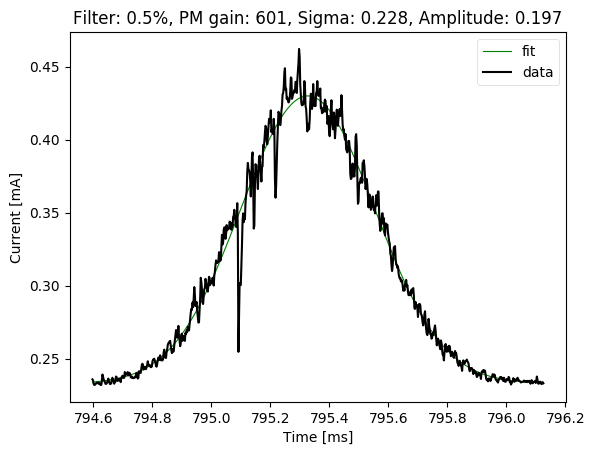 Filter: 0.5%, PM gain: 601, Sigma: 0.228, Amplitude: 0.197
fit
data
0.45
0.40
0.35
0.30
0.25
Current [mA]
794.6 794.8 795.0 795.2 795.4 795.6 795.8 796.0 796.2
Time [ms]